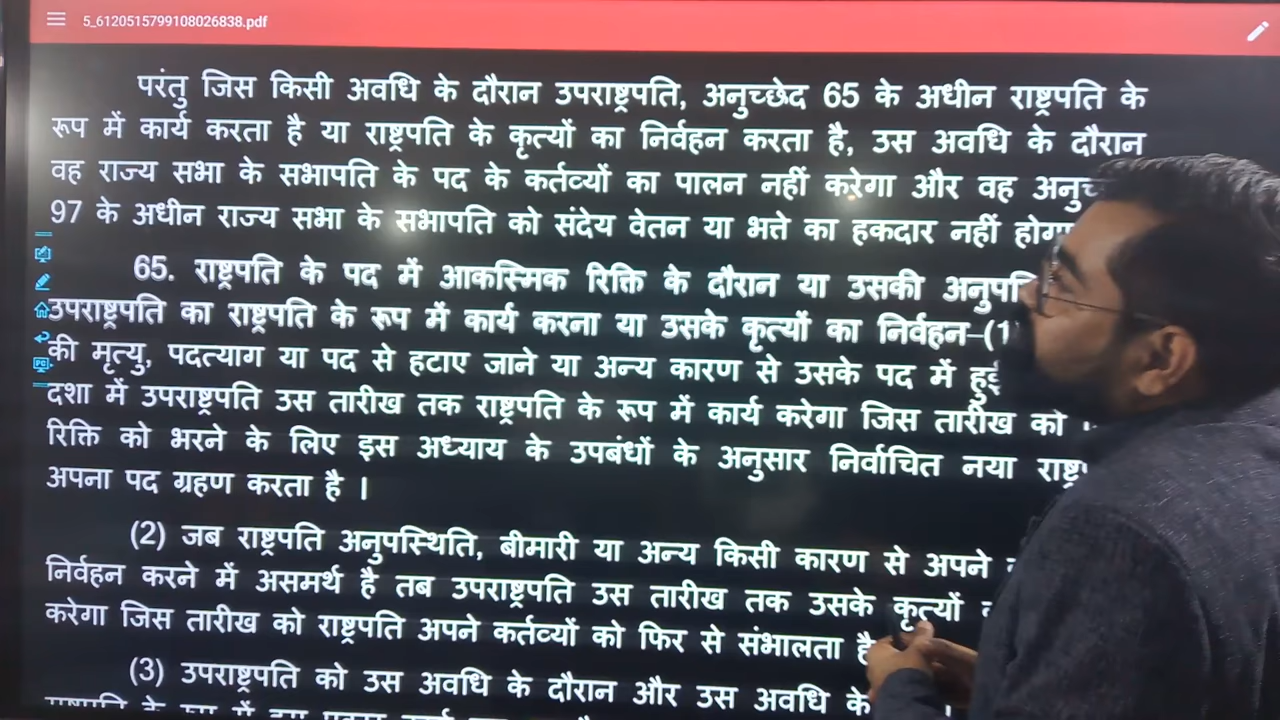 5_6120515799108026838.pdf
परंतु जिस किसी अवधि के दौरान उपराष्ट्रपति, अनुच्छेद 65 के अधीन राष्ट्रपति के
रूप में कार्य करता है या राष्ट्रपति के कृत्यों का निर्वहन करता है, उस अवधि के दौरान
वह राज्य सभा के सभापति के पद के कर्तव्यों का पालन नहीं करेगा और वह
97 के अधीन राज्य सभा के सभापति को संदेय वेतन या भत्ते का हकदार नहीं
65. राष्ट्रपति के पद में आकस्मिक रिक्ति के दौरान या उसकी
उपराष्ट्रपति का राष्ट्रपति के रूप में कार्य करना या उसके कृत्यों का निर्वहन–(1)
की मृत्यु, पदत्याग या पद से हटाए जाने या अन्य कारण से उसके पद में हुई
दशा में उपराष्ट्रपति उस तारीख तक राष्ट्रपति के रूप में कार्य करेगा जिस तारीख को
रिक्ति को भरने के लिए इस अध्याय के उपबंधों के अनुसार निर्वाचित नया
अपना पद ग्रहण करता है ।
(2) जब राष्ट्रपति अनुपस्थिति, बीमारी या अन्य किसी कारण से अपने
निर्वहन करने में असमर्थ है तब उपराष्ट्रपति उस तारीख तक उसके कृत्यों
करेगा जिस तारीख को राष्ट्रपति अपने कर्तव्यों को फिर से संभालता है
(3) उपराष्ट्रपति को उस अवधि के दौरान और उस अवधि के